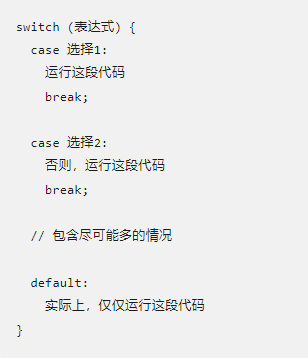 switch (表达式) {
  case 选择1:
    运行这段代码
    break;

  case 选择2:
    否则，运行这段代码
    break;

  // 包含尽可能多的情况

  default:
    实际上，仅仅运行这段代码
}